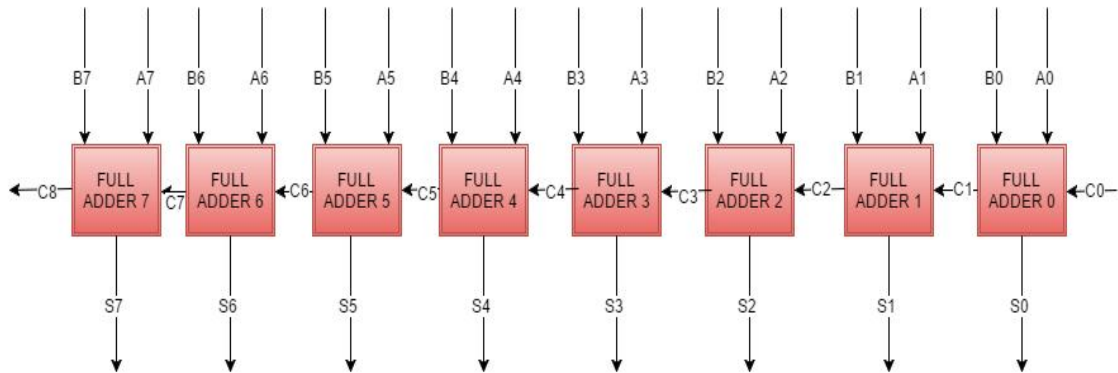 B7 A7 B6 A6 B5 A5 B4 A4 B3 A3 B2 A2 B1 A1 B0 A0
C8
FULL
ADDER 7
C7
FULL
ADDER 6
C6
FULL
ADDER 5
C5
FULL
ADDER 4
C4
FULL
ADDER 3
C3
FULL
ADDER 2
C2
FULL
ADDER 1
C1
FULL
ADDER 0
C0
S7 S6 S5 S4 S3 S2 S1 S0